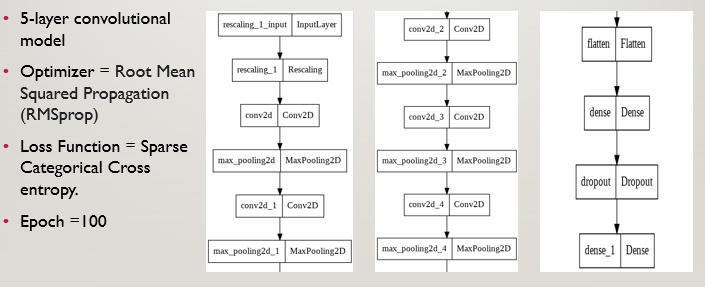 • 5-layer convolutional
model
• Optimizer = Root Mean
Squared Propagation
(RMSprop)
• Loss Function = Sparse
Categorical Cross
entropy.
• Epoch =100
rescaling_1_input InputLayer
rescaling_1 Rescaling
conv2d Conv2D
max_pooling2d MaxPooling2D
conv2d_1 Conv2D
max_pooling2d_1 MaxPooling2D
conv2d_2 Conv2D
max_pooling2d_2 MaxPooling2D
conv2d_3 Conv2D
max_pooling2d_3 MaxPooling2D
conv2d_4 Conv2D
max_pooling2d_4 MaxPooling2D
flatten Flatten
dense Dense
dropout Dropout
dense_1 Dense